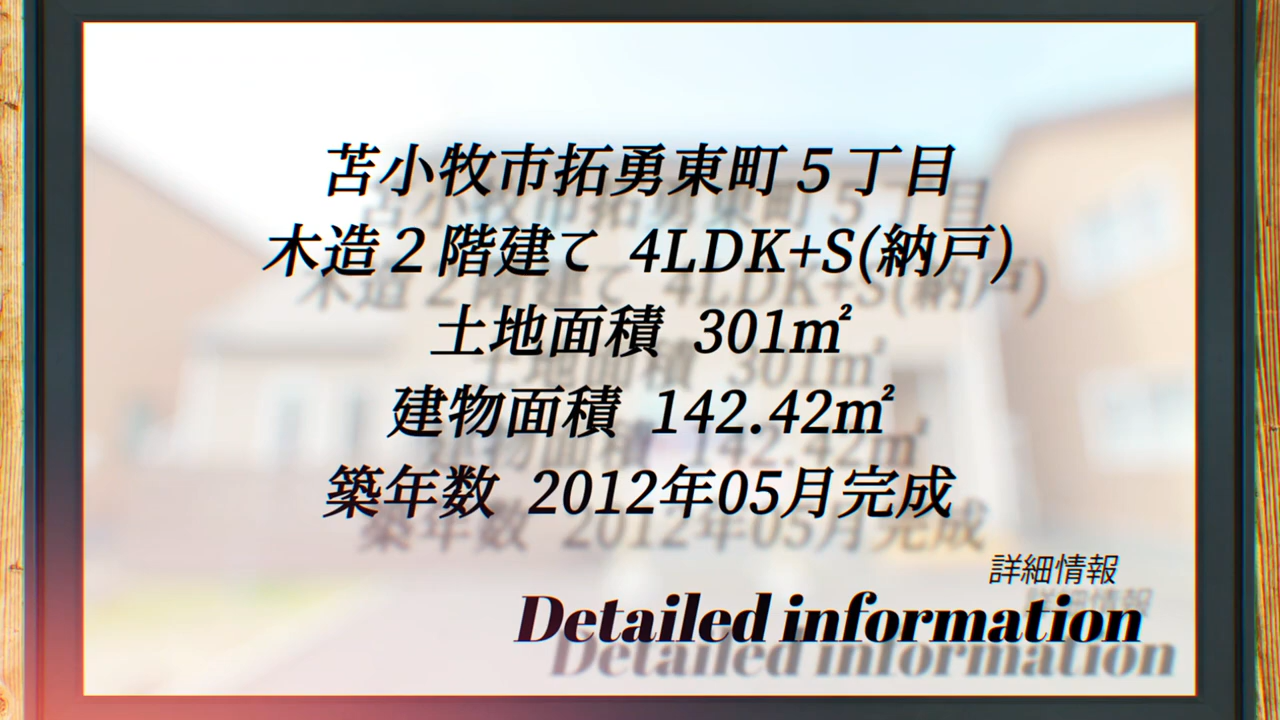 苫小牧市拓勇東町５丁目
木造２階建て 4LDK+S(納戸)
土地面積 301㎡
建物面積 142.42㎡
築年数 2012年05月完成
詳細情報
Detailed information